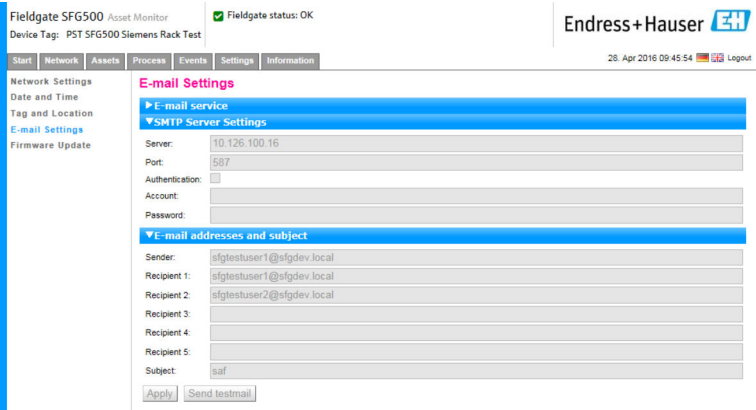 Fieldgate SFG500 Asset Monitor
Fieldgate status: OK
Device Tag: PST SFG500 Siemens Rack Test
Endress+Hauser EH
Start Network Assets Process Events Settings Information
28. Apr 2016 09:45:54 Logout
Network Settings
Date and Time
Tag and Location
E-mail Settings
Firmware Update
E-mail Settings
E-mail service
SMTP Server Settings
Server: 10.126.100.16
Port: 587
Authentication:
Account:
Password:
E-mail addresses and subject
Sender: sfgtestuser1@sfgdev.local
Recipient 1: sfgtestuser1@sfgdev.local
Recipient 2: sfgtestuser2@sfgdev.local
Recipient 3:
Recipient 4:
Recipient 5:
Subject: saf
Apply Send testmail